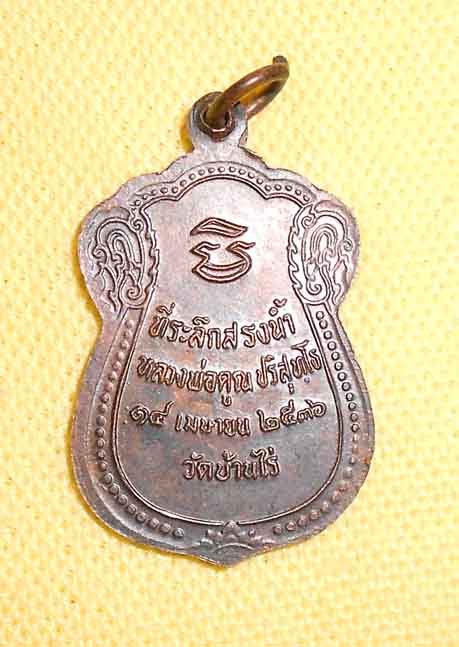 ที่ระลึกสรงน้ำ
หลวงพ่อคูณ ปริสุทฺโธ
๑๔ เมษายน ๒๕๓๖
วัดบ้านไร่